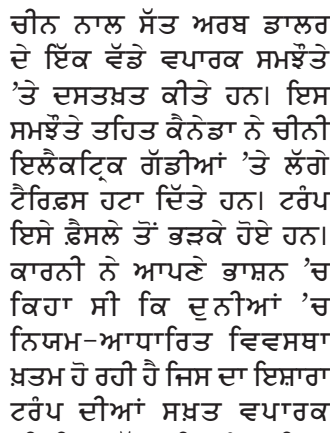 ਚੀਨ ਨਾਲ ਸੱਤ ਅਰਬ ਡਾਲਰ
ਦੇ ਇੱਕ ਵੱਡੇ ਵਪਾਰਕ ਸਮਝੌਤੇ
’ਤੇ ਦਸਤਖ਼ਤ ਕੀਤੇ ਹਨ। ਇਸ
ਸਮਝੌਤੇ ਤਹਿਤ ਕੈਨੇਡਾ ਨੇ ਚੀਨੀ
ਇਲੈਕਟ੍ਰਿਕ ਗੱਡੀਆਂ ’ਤੇ ਲੱਗੇ
ਟੈਰਿਫ਼ਸ ਹਟਾ ਦਿੱਤੇ ਹਨ। ਟਰੰਪ
ਇਸੇ ਫ਼ੈਸਲੇ ਤੋਂ ਭੜਕੇ ਹੋਏ ਹਨ।
ਕਾਰਨੀ ਨੇ ਆਪਣੇ ਭਾਸ਼ਨ ’ਚ
ਕਿਹਾ ਸੀ ਕਿ ਦੁਨੀਆਂ ’ਚ
ਨਿਯਮ-ਆਧਾਰਿਤ ਵਿਵਸਥਾ
ਖ਼ਤਮ ਹੋ ਰਹੀ ਹੈ ਜਿਸ ਦਾ ਇਸ਼ਾਰਾ
ਟਰੰਪ ਦੀਆਂ ਸਖ਼ਤ ਵਪਾਰਕ